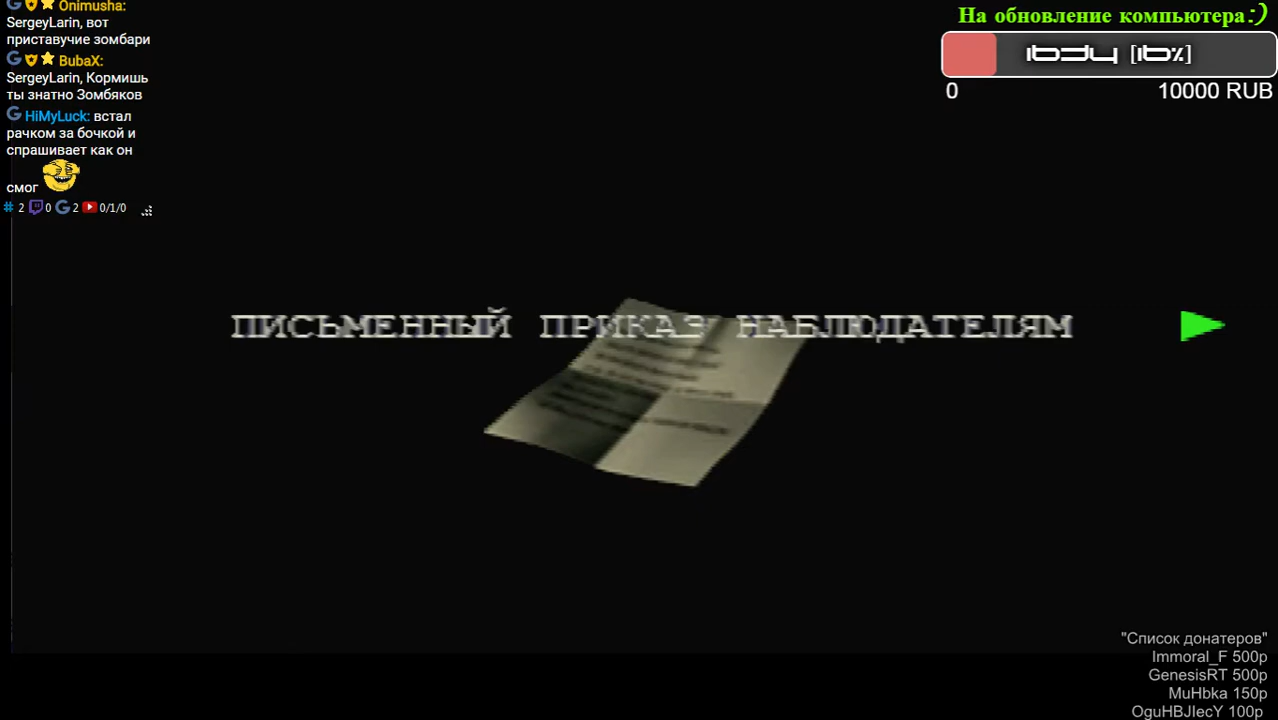 Onimusha:
SergeyLarin, вот
приставучие зомбари
BubaX:
SergeyLarin, Кормишь
ты знатно Зомбяков
HiMyLuck: встал
рачком за бочкой и
спрашивает как он
смог
2 0 2 0/1/0
На обновление компьютера:)
1634 [16%]
0 10000 RUB
ПИСЬМЕННЫЙ ПРИКАЗ НАБЛЮДАТЕЛЯМ
"Список донатеров"
Immoral_F 500р
GenesisRT 500р
MuHbka 150р
OguHBJIecY 100р